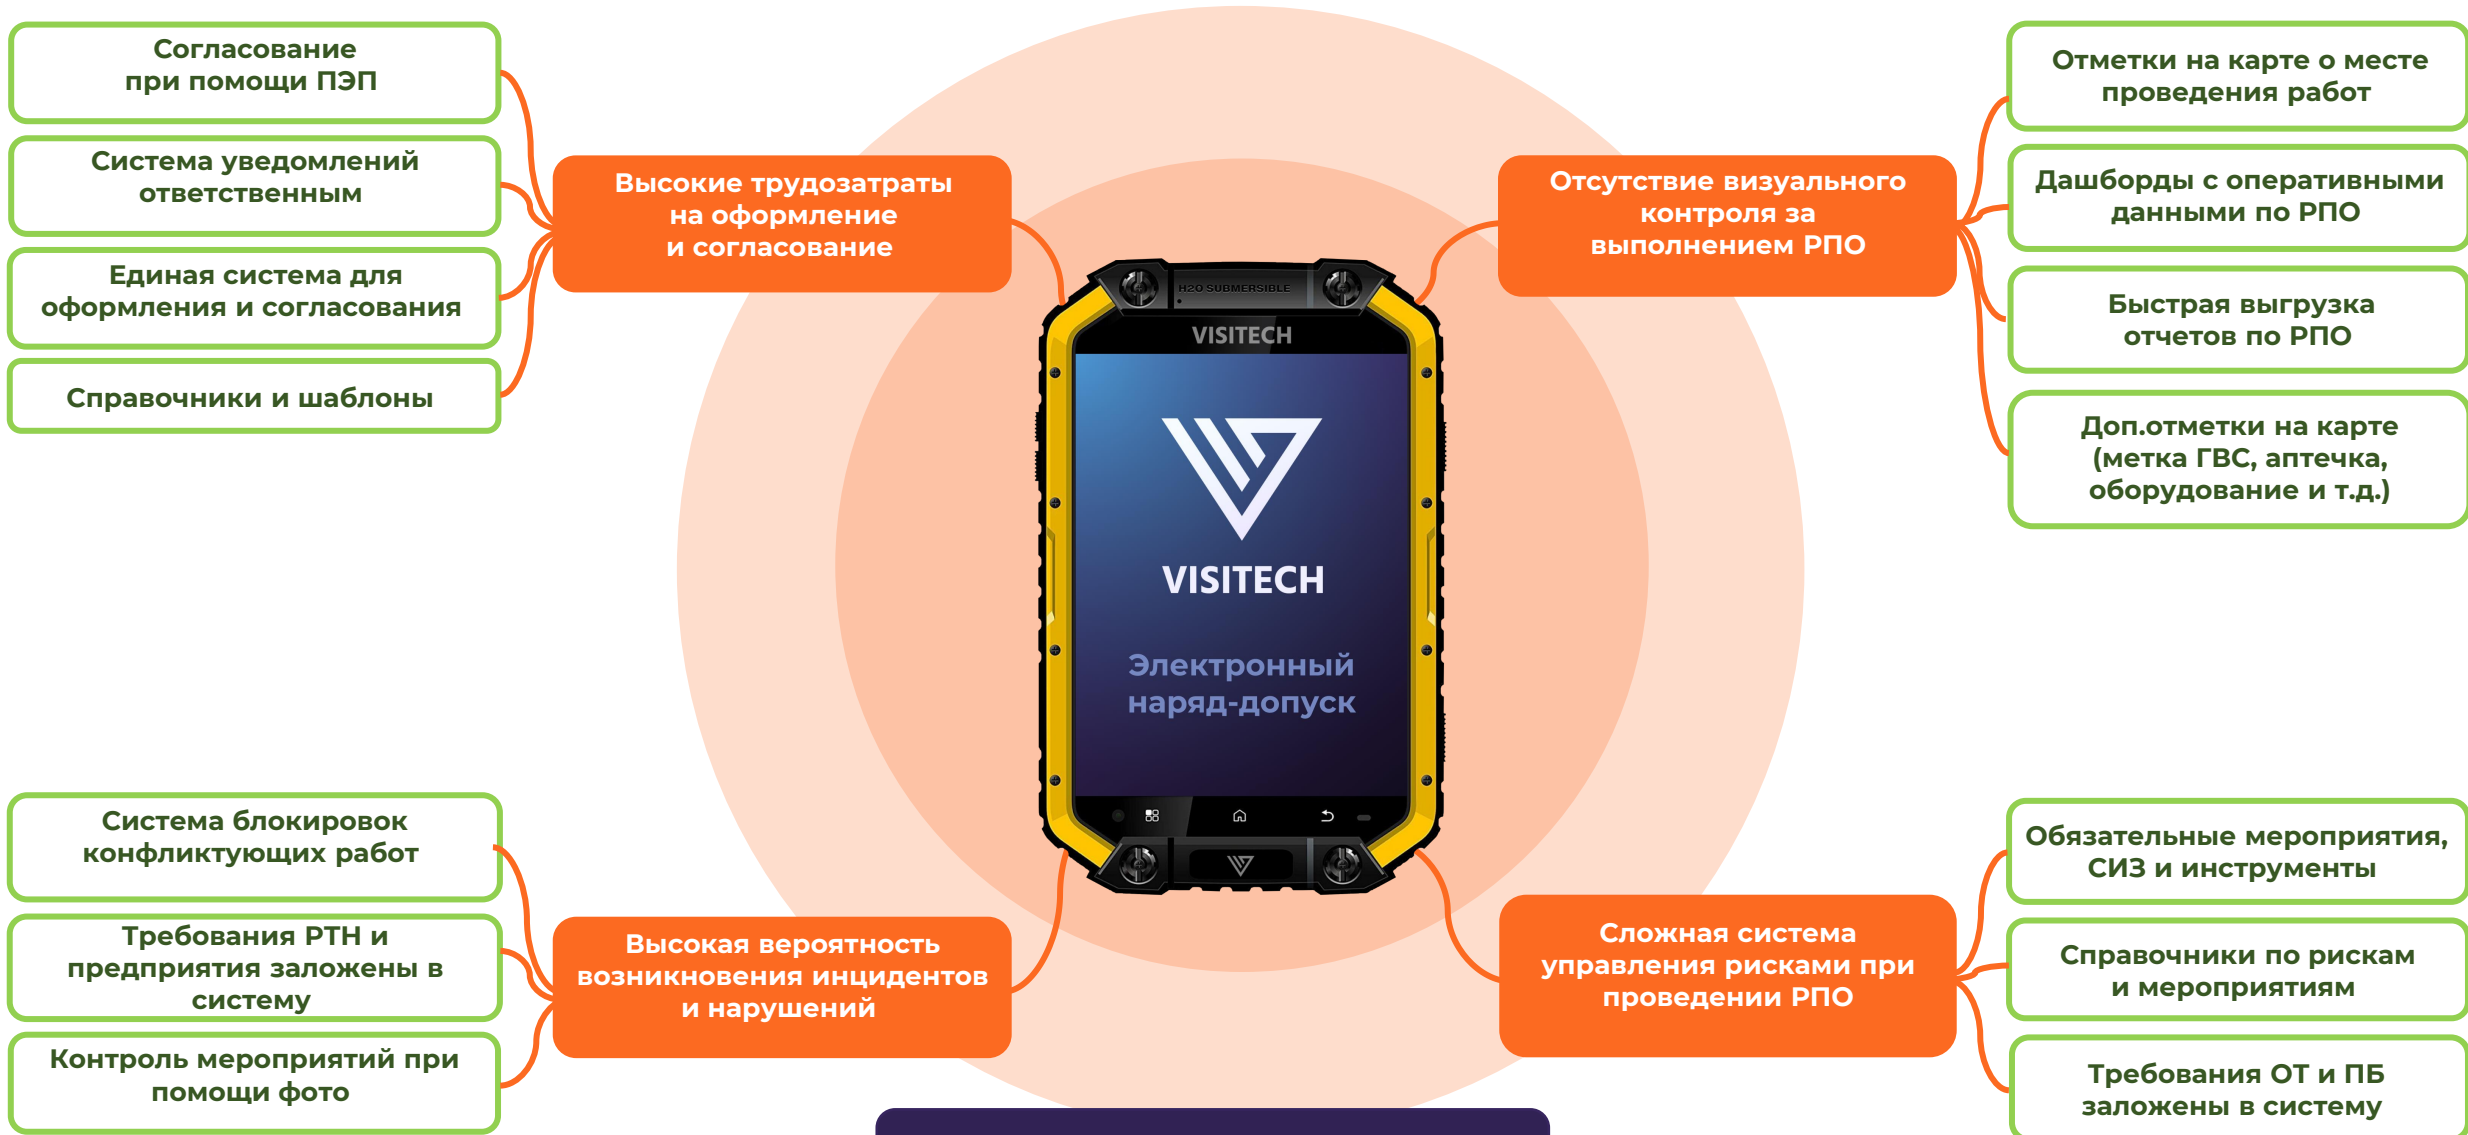 Согласование
при помощи ПЭП
Система уведомлений
ответственным
Единая система для
оформления и согласования
Справочники и шаблоны
Высокие трудозатраты
на оформление
и согласование
Отсутствие визуального
контроля за
выполнением РПО
Отметки на карте о месте
проведения работ
Дашборды с оперативными
данными по РПО
Быстрая выгрузка
отчетов по РПО
Доп.отметки на карте
(метка ГВС, аптечка,
оборудование и т.д.)
H2O SUBMERSIBLE
VISITECH
VISITECH
Электронный
наряд-допуск
Система блокировок
конфликтующих работ
Требования РТН и
предприятия заложены в
систему
Контроль мероприятий при
помощи фото
Высокая вероятность
возникновения инцидентов
и нарушений
Сложная система
управления рисками при
проведении РПО
Обязательные мероприятия,
СИЗ и инструменты
Справочники по рискам
и мероприятиям
Требования ОТ и ПБ
заложены в систему